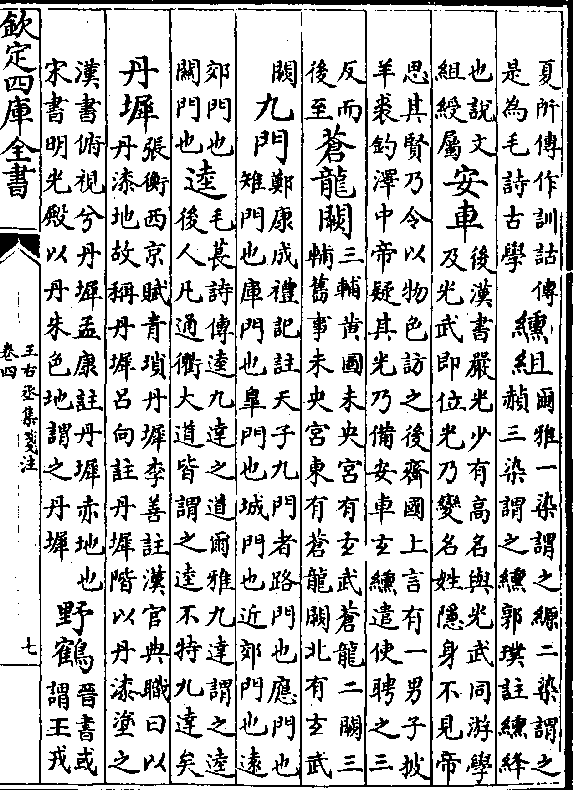 夏所傳作訓詁傳
是為毛詩古學
纁組
爾雅一染謂之縓二染謂之
赬三染謂之纁郭璞註纁絳
也說文
組綬屬
安車
後漢書嚴光少有高名與光武同游學
及光武即位光乃變名姓隱身不見帝
思其賢乃令以物色訪之後齊國上言有一男子披
羊裘釣澤中帝疑其光乃備安車玄纁遣使聘之三
反而
後至
蒼龍闕
三輔黄圖未央宫有玄武蒼龍二闕三
輔舊事未央宫東有蒼龍闕北有玄武
闕
九門
鄭康成禮記註天子九門者路門也應門也
雉門也庫門也皐門也城門也近郊門也遠
郊門也
關門也
逵
毛萇詩傳逵九達之道爾雅九達謂之逵
後人凡通衢大道皆謂之逵不特九達矣
丹墀
張衡西京賦青瑣丹墀李善註漢官典職曰以
丹漆地故稱丹墀吕向註丹墀階以丹漆塗之
漢書俯視兮丹墀孟康註丹墀赤地也
宋書明光殿以丹朱色地謂之丹墀
野鶴
晉書或
謂王戎
欽定四庫全書
王右丞集箋注
卷四
七